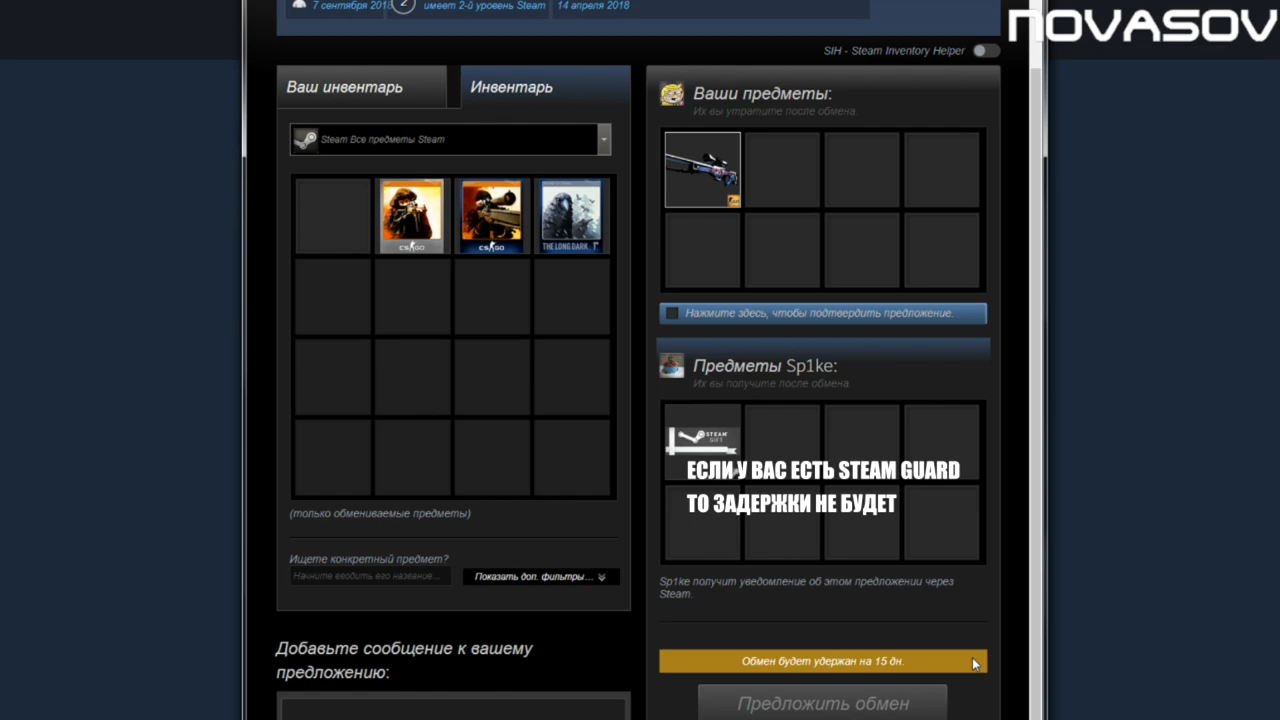 7 сентября 2018
2
имеет 2-й уровень Steam
14 апреля 2018
NOVASOV
SIH - Steam Inventory Helper
Ваш инвентарь
Инвентарь
Steam Все предметы Steam
CS GO
CS GO
THE LONG DARK
(только обмениваемые предметы)
Ищете конкретный предмет?
Начните вводить его название...
Показать доп. фильтры...
Добавьте сообщение к вашему
предложению:
Ваши предметы:
Их вы утратите после обмена.
Нажмите здесь, чтобы подтвердить предложение.
Предметы Sp1ke:
Их вы получите после обмена.
STEAM
GIFT
ЕСЛИ У ВАС ЕСТЬ STEAM GUARD
ТО ЗАДЕРЖКИ НЕ БУДЕТ
Sp1ke получит уведомление об этом предложении через
Steam.
Обмен будет удержан на 15 дн.
Предложить обмен